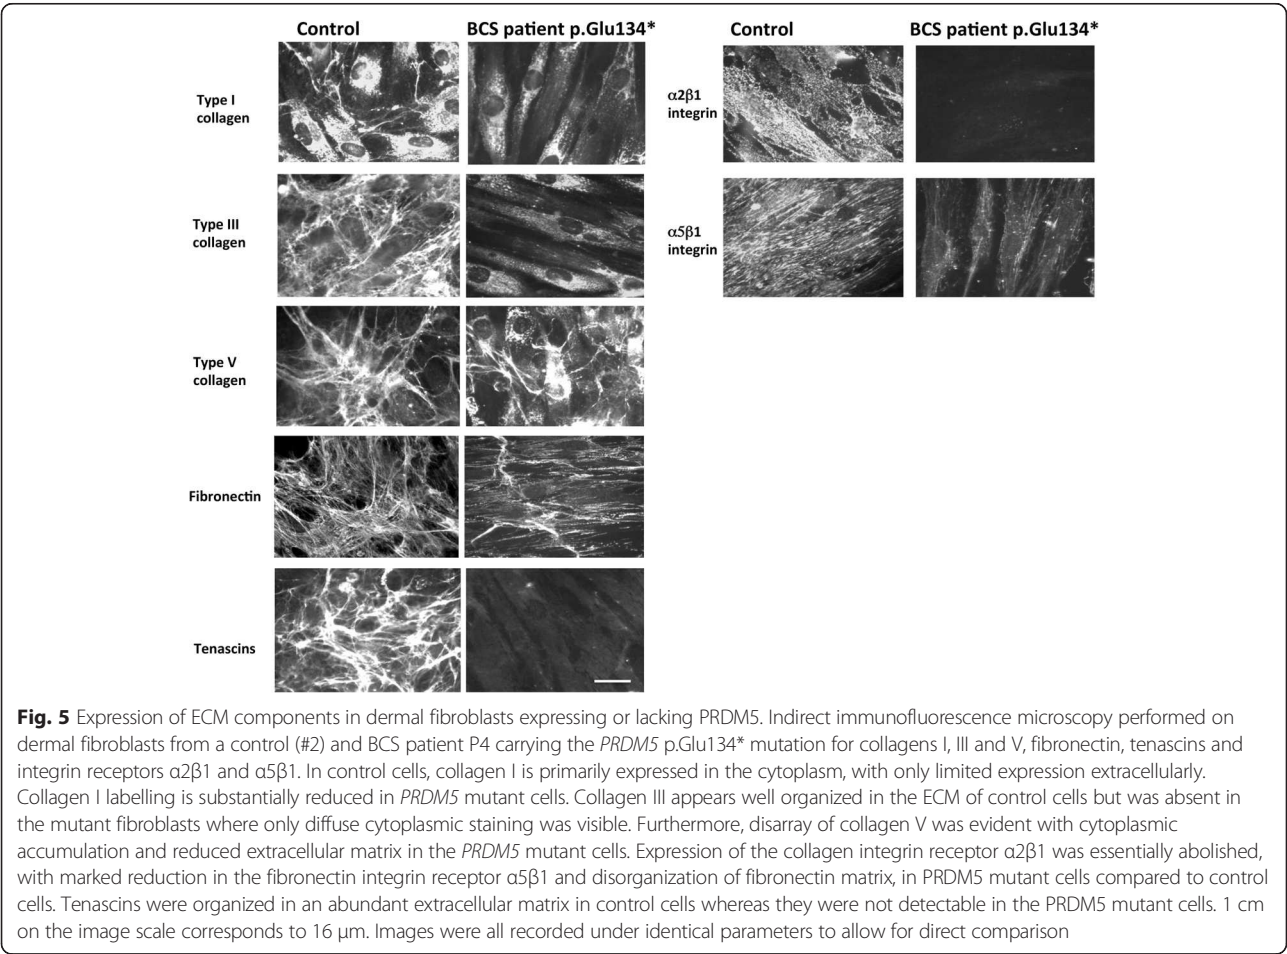 Control
BCS patient p.Glu134*
Control
BCS patient p.Glu134*
Type I
collagen
α2β1
integrin
Type III
collagen
α5β1
integrin
Type V
collagen
Fibronectin
Tenascins
Fig. 5 Expression of ECM components in dermal fibroblasts expressing or lacking PRDM5. Indirect immunofluorescence microscopy performed on
dermal fibroblasts from a control (#2) and BCS patient P4 carrying the PRDM5 p.Glu134* mutation for collagens I, III and V, fibronectin, tenascins and
integrin receptors α2β1 and α5β1. In control cells, collagen I is primarily expressed in the cytoplasm, with only limited expression extracellularly.
Collagen I labelling is substantially reduced in PRDM5 mutant cells. Collagen III appears well organized in the ECM of control cells but was absent in
the mutant fibroblasts where only diffuse cytoplasmic staining was visible. Furthermore, disarray of collagen V was evident with cytoplasmic
accumulation and reduced extracellular matrix in the PRDM5 mutant cells. Expression of the collagen integrin receptor α2β1 was essentially abolished,
with marked reduction in the fibronectin integrin receptor α5β1 and disorganization of fibronectin matrix, in PRDM5 mutant cells compared to control
cells. Tenascins were organized in an abundant extracellular matrix in control cells whereas they were not detectable in the PRDM5 mutant cells. 1 cm
on the image scale corresponds to 16 μm. Images were all recorded under identical parameters to allow for direct comparison